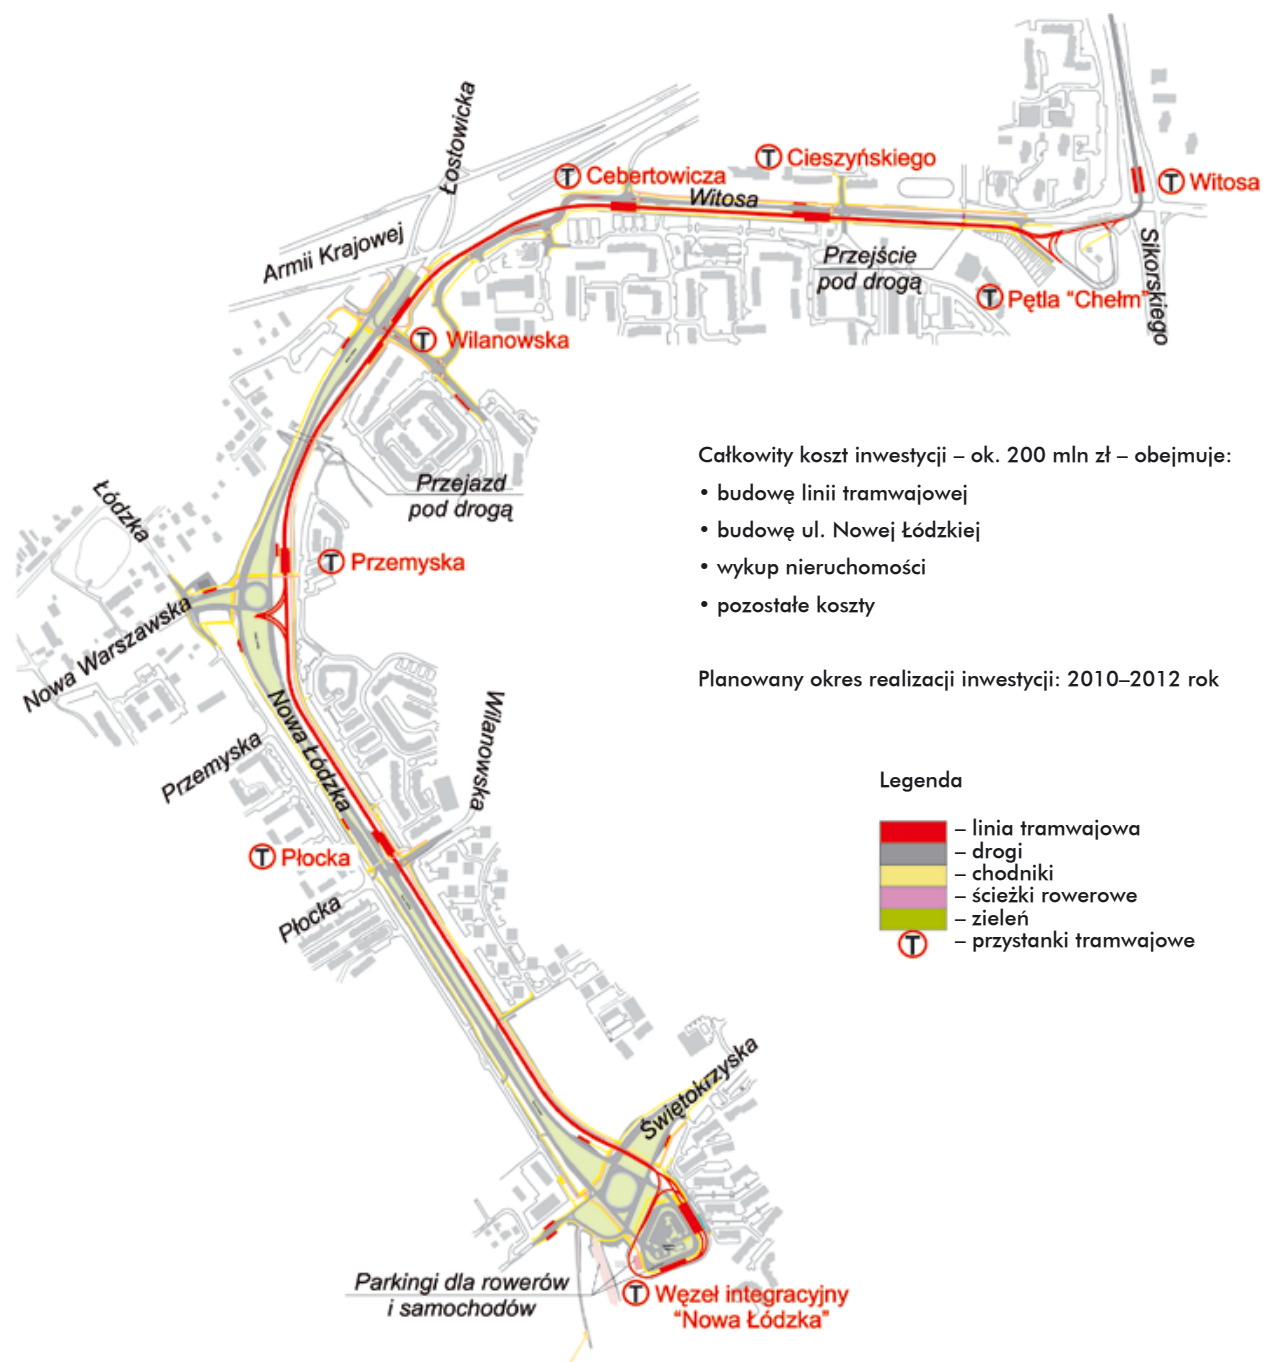 Łostowicka
Armii Krajowej
T Cebertowicza
Witosa
T Cieszyńskiego
T Witosa
Sikorskiego
Przejście
pod drogą
T Pętla “Chełm”
T Wilanowska
Przejazd
pod drogą
Łódzka
T Przemyska
Nowa Warszawska
Nowa Łódzka
Przemyska
Wilanowska
T Płocka
Płocka
Świętokrzyska
Parkingi dla rowerów
i samochodów
T Węzeł integracyjny
“Nowa Łódzka”
Całkowity koszt inwestycji – ok. 200 mln zł – obejmuje:
• budowę linii tramwajowej
• budowę ul. Nowej Łódzkiej
• wykup nieruchomości
• pozostałe koszty
Planowany okres realizacji inwestycji: 2010–2012 rok
Legenda
– linia tramwajowa
– drogi
– chodniki
– ścieżki rowerowe
– zieleń
T – przystanki tramwajowe